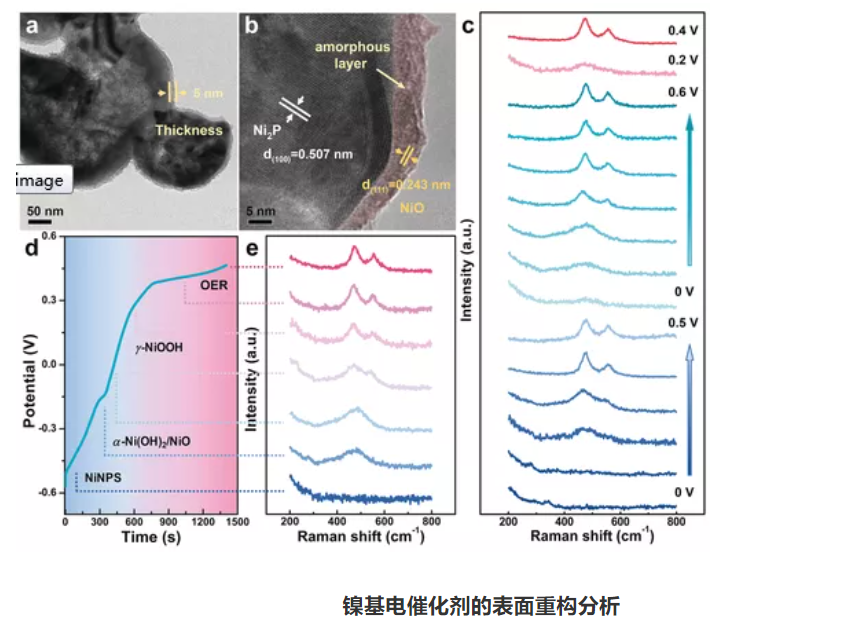 a
5 nm
Thickness
image
50 nm
b
amorphous
layer
Ni₂P
d₍₁₀₀₎=0.507 nm
d₍₁₁₁₎=0.243 nm
NiO
5 nm
c
0.4 V
0.2 V
0.6 V
0 V
0.5 V
0 V
Intensity (a.u.)
200 400 600 800
Raman shift (cm⁻¹)
d
0.6
0.3
0.0
-0.3
-0.6
Potential (V)
OER
γ-NiOOH
α-Ni(OH)₂/NiO
NiNPS
0 300 600 900 1200 1500
Time (s)
e
Intensity (a.u.)
200 400 600 800
Raman shift (cm⁻¹)
镍基电催化剂的表面重构分析